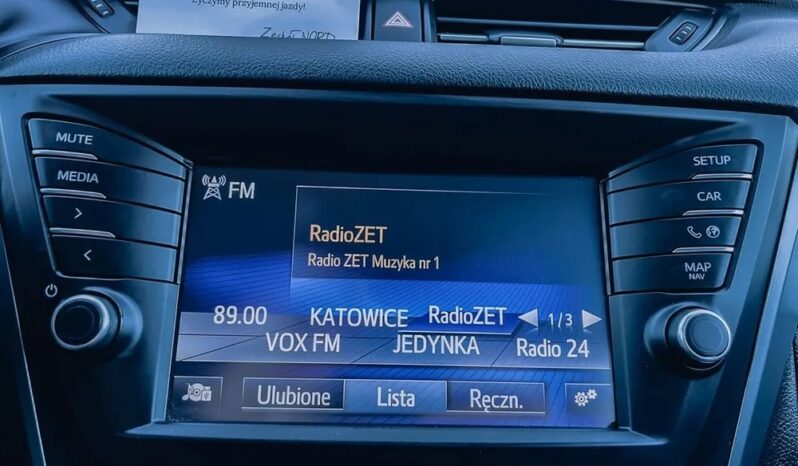 Życzymy przyjemnej jazdy!
MUTE
MEDIA
SETUP
CAR
MAP
NAV
FM
RadioZET
Radio ZET Muzyka nr 1
89.00 KATOWICE RadioZET 1/3
VOX FM JEDYNKA Radio 24
Ulubione Lista Ręczn.